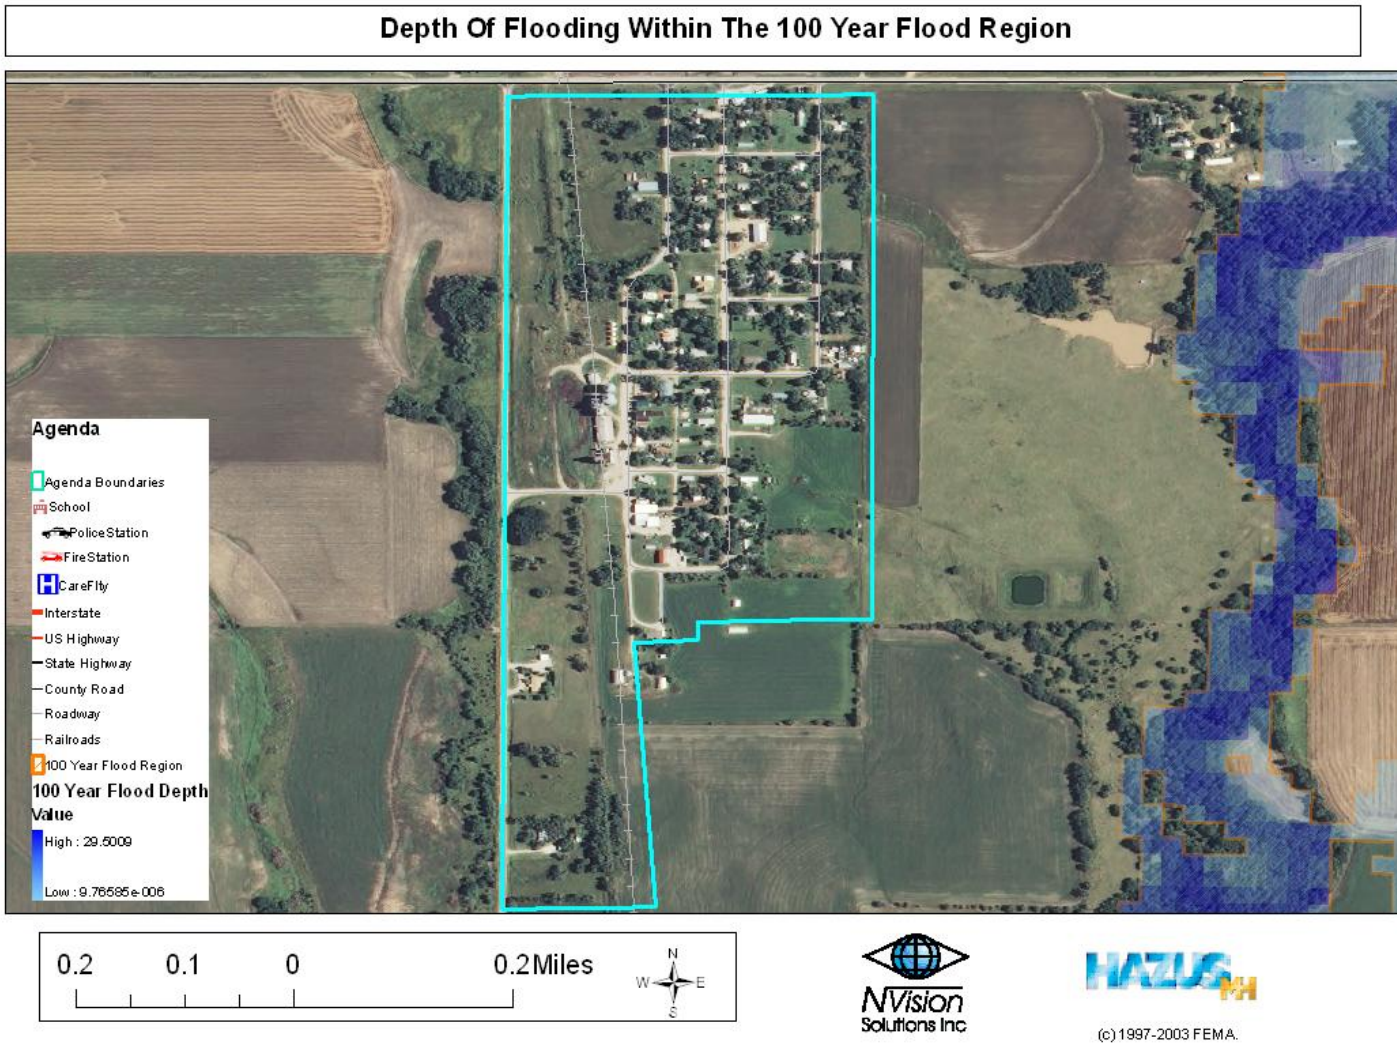 Depth Of Flooding Within The 100 Year Flood Region
Agenda
Agenda Boundaries
School
PoliceStation
FireStation
H CareFlty
Interstate
US Highway
State Highway
County Road
Roadway
Railroads
100 Year Flood Region
100 Year Flood Depth
Value
High : 29.5009
Low : 9.76585e-006
0.2 0.1 0 0.2Miles
N
W E
S
NVision
Solutions Inc
HAZUS MH
(c) 1997-2003 FEMA.